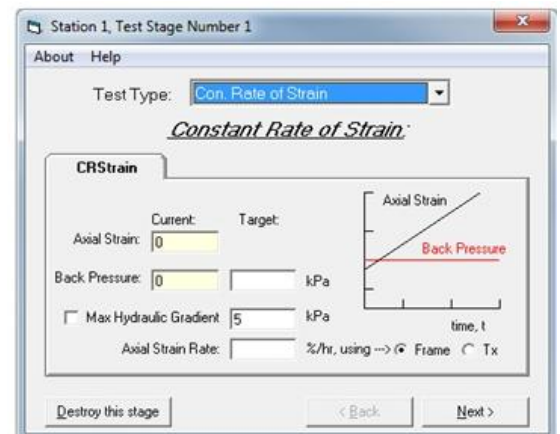 Station 1, Test Stage Number 1
About Help
Test Type: Con. Rate of Strain
Constant Rate of Strain:
CRStrain
Current: Target:
Axial Strain: 0
Back Pressure: 0 kPa
Max Hydraulic Gradient 5 kPa
Axial Strain Rate: %/hr, using --> Frame Tx
Axial Strain
Back Pressure
time, t
Destroy this stage < Back Next >